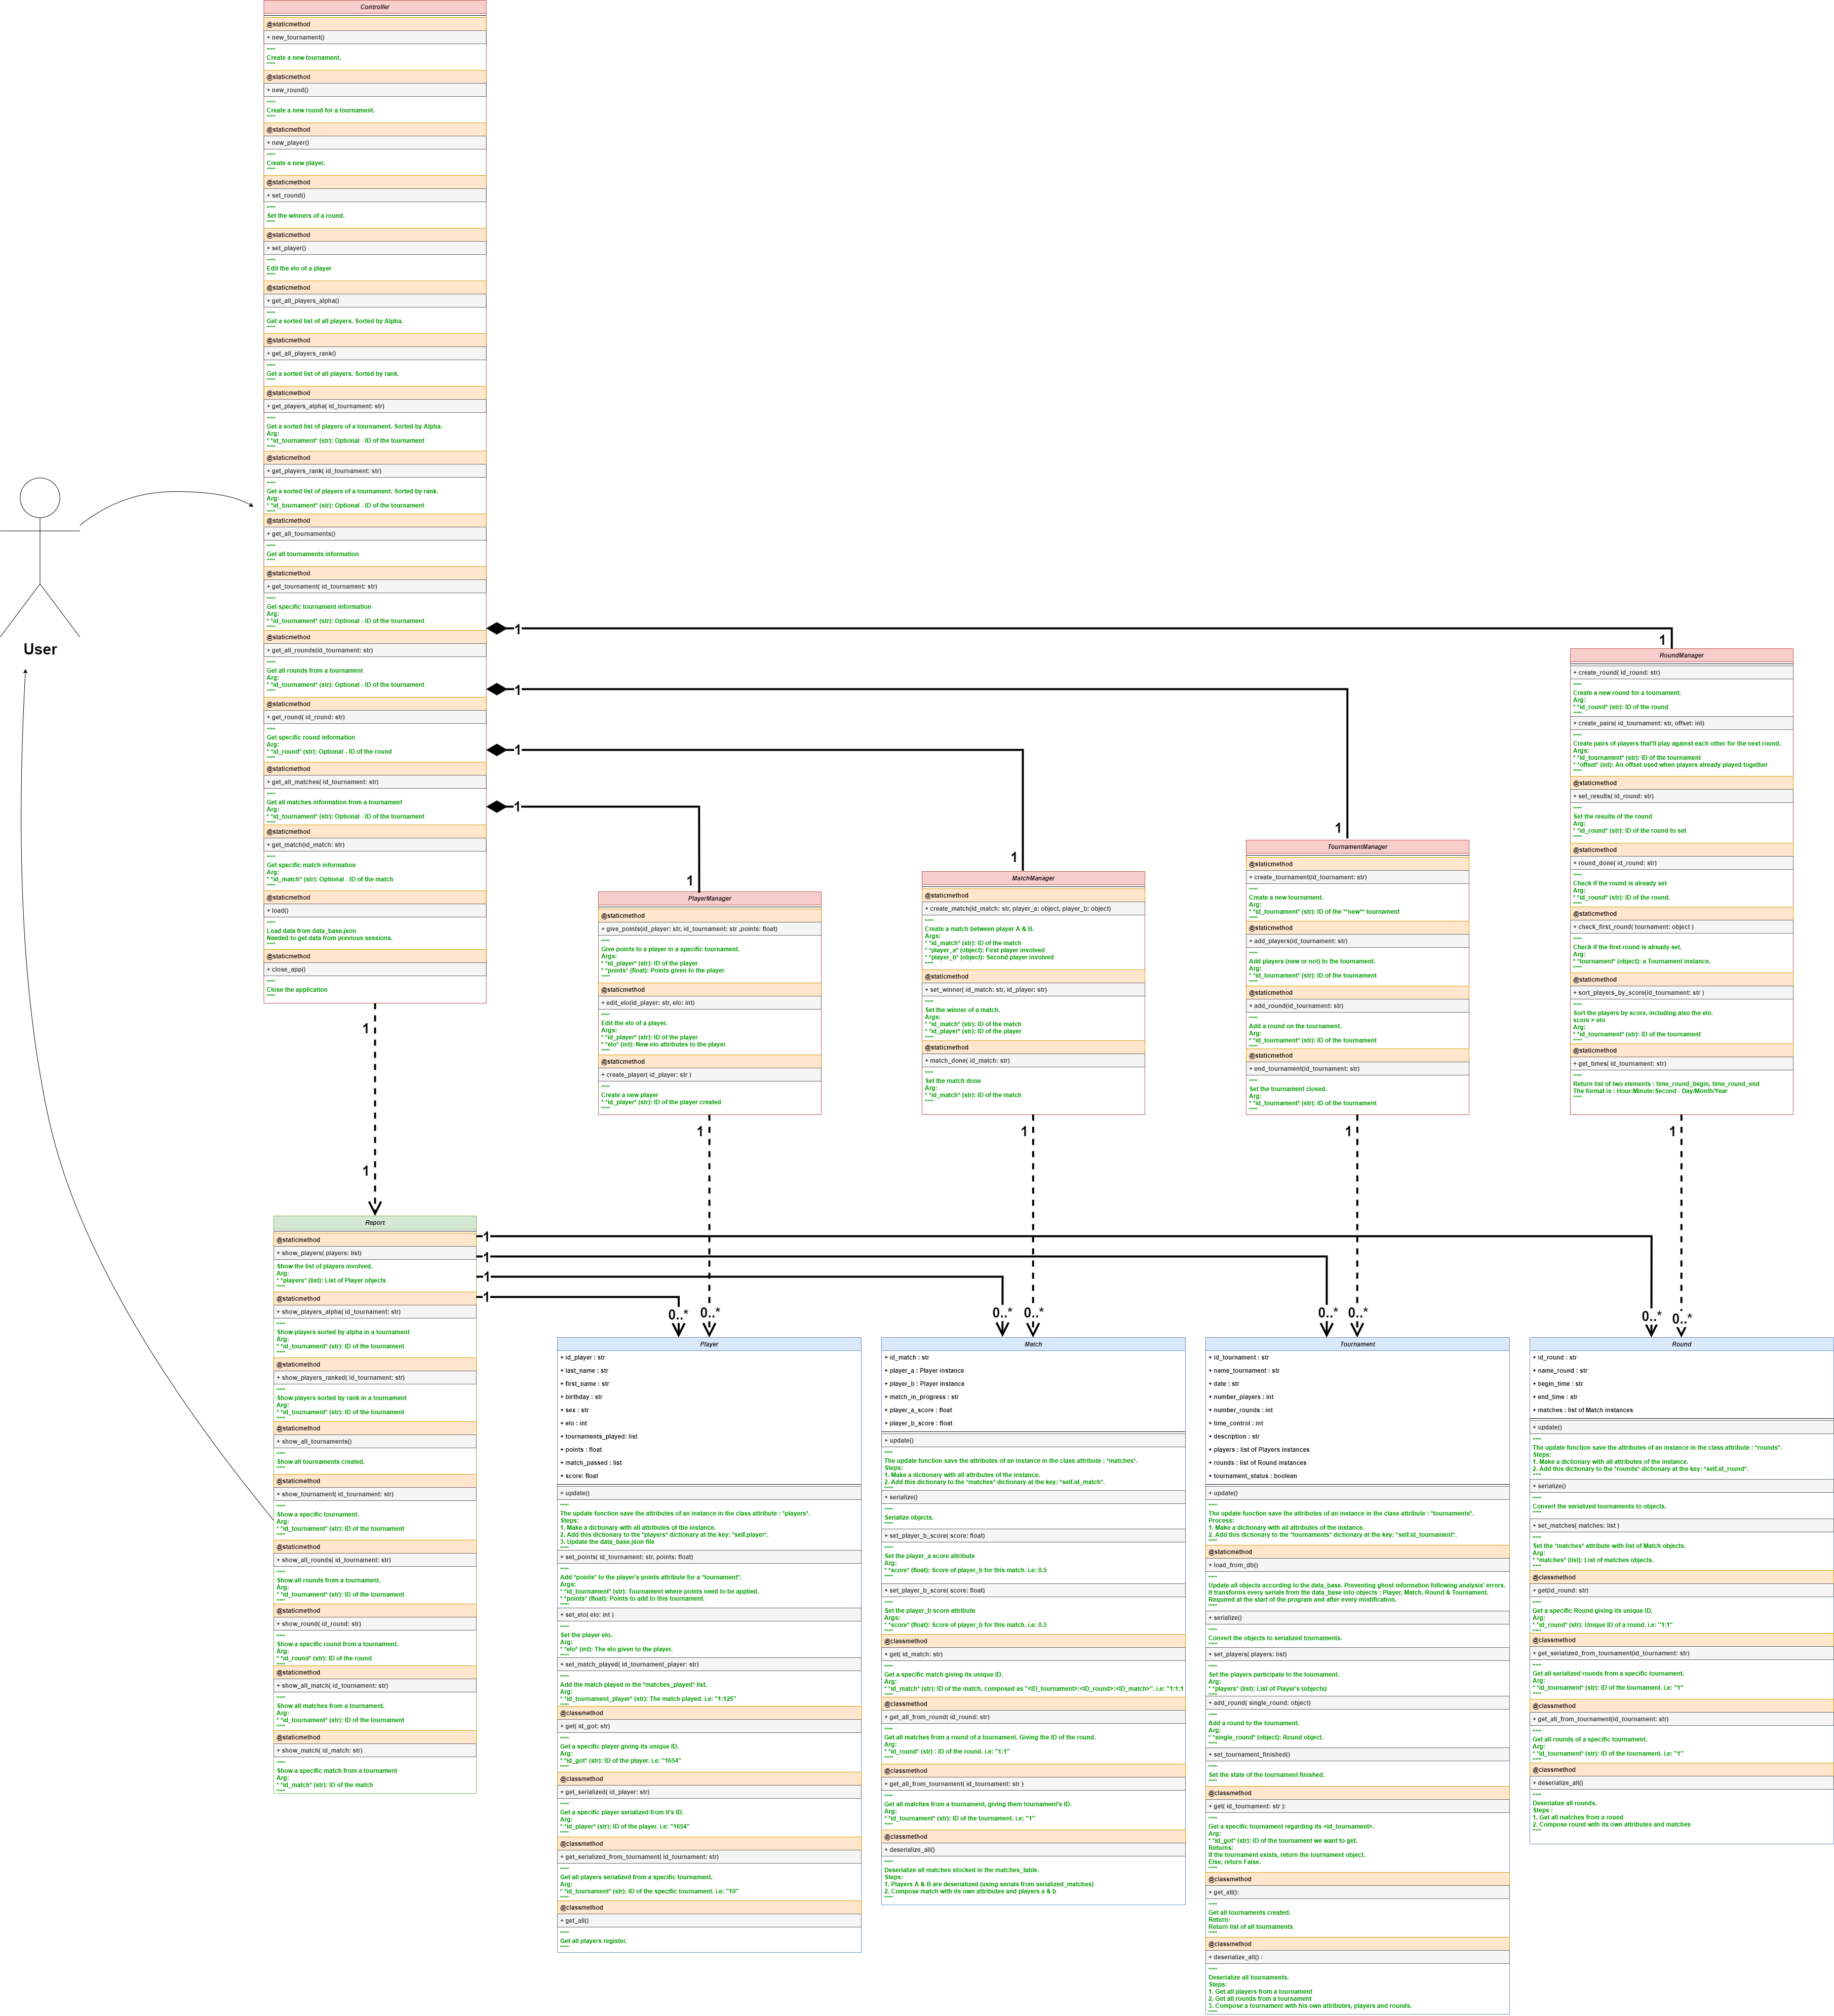 Controller
@staticmethod
+ new_tournament()
"""
Create a new tournament.
"""
@staticmethod
+ new_round()
"""
Create a new round for a tournament.
"""
@staticmethod
+ new_player()
"""
Create a new player.
"""
@staticmethod
+ set_round()
"""
Set the winners of a round.
"""
@staticmethod
+ set_player()
"""
Edit the elo of a player
"""
@staticmethod
+ get_all_players_alpha()
"""
Get a sorted list of all players. Sorted by Alpha.
"""
@staticmethod
+ get_all_players_rank()
"""
Get a sorted list of all players. Sorted by rank.
"""
@staticmethod
+ get_players_alpha( id_tournament: str)
"""
Get a sorted list of players of a tournament. Sorted by Alpha.
Arg:
* *id_tournament* (str): Optional - ID of the tournament
"""
@staticmethod
+ get_players_rank( id_tournament: str)
"""
Get a sorted list of players of a tournament. Sorted by rank.
Arg:
* *id_tournament* (str): Optional - ID of the tournament
"""
@staticmethod
+ get_all_tournaments()
"""
Get all tournaments information
"""
@staticmethod
+ get_tournament( id_tournament: str)
"""
Get specific tournament information
Arg:
* *id_tournament* (str): Optional - ID of the tournament
"""
@staticmethod
+ get_all_rounds(id_tournament: str)
"""
Get all rounds from a tournament
Arg:
* *id_tournament* (str): Optional - ID of the tournament
"""
@staticmethod
+ get_round( id_round: str)
"""
Get specific round information
Arg:
* *id_round* (str): Optional - ID of the round
"""
@staticmethod
+ get_all_matches( id_tournament: str)
"""
Get all matches information from a tournament
Arg:
* *id_tournament* (str): Optional - ID of the tournament
"""
@staticmethod
+ get_match(id_match: str)
"""
Get specific match information
Arg:
* *id_match* (str): Optional - ID of the match
"""
@staticmethod
+ load()
"""
Load data from data_base.json
Needed to get data from previous sessions.
"""
@staticmethod
+ close_app()
"""
Close the application
"""
User
1
1
1
1
1
1
1
1
1
1
PlayerManager
@staticmethod
+ give_points(id_player: str, id_tournament: str ,points: float)
"""
Give points to a player in a specific tournament.
Args:
* *id_player* (str): ID of the player
* *points* (float): Points given to the player
"""
@staticmethod
+ edit_elo(id_player: str, elo: int)
"""
Edit the elo of a player.
Args:
* *id_player* (str): ID of the player
* *elo* (int): New elo attributes to the player
"""
@staticmethod
+ create_player( id_player: str )
"""
Create a new player
* *id_player* (str): ID of the player created
"""
MatchManager
@staticmethod
+ create_match(id_match: str, player_a: object, player_b: object)
"""
Create a match between player A & B.
Args:
* *id_match* (str): ID of the match
* *player_a* (object): First player involved
* *player_b* (object): Second player involved
"""
@staticmethod
+ set_winner( id_match: str, id_player: str)
"""
Set the winner of a match.
Args:
* *id_match* (str): ID of the match
* *id_player* (str): ID of the player
"""
@staticmethod
+ match_done( id_match: str)
"""
Set the match done
Arg:
* *id_match* (str): ID of the match
"""
TournamentManager
@staticmethod
+ create_tournament(id_tournament: str)
"""
Create a new tournament.
Arg:
* *id_tournament* (str): ID of the **new** tournament
@staticmethod
+ add_players(id_tournament: str)
"""
Add players (new or not) to the tournament.
Arg:
* *id_tournament* (str): ID of the tournament
"""
@staticmethod
+ add_round(id_tournament: str)
"""
Add a round on the tournament.
Arg:
* *id_tournament* (str): ID of the tournament
"""
@staticmethod
+ end_tournament(id_tournament: str)
"""
Set the tournament closed.
Arg:
* *id_tournament* (str): ID of the tournament
"""
RoundManager
+ create_round( id_round: str)
"""
Create a new round for a tournament.
Arg:
* *id_round* (str): ID of the round
"""
+ create_pairs( id_tournament: str, offset: int)
"""
Create pairs of players that'll play against each other for the next round.
Args:
* *id_tournament* (str): ID of the tournament
* *offset* (int): An offset used when players already played together
"""
@staticmethod
+ set_results( id_round: str)
"""
Set the results of the round
Arg:
* *id_round* (str): ID of the round to set
"""
@staticmethod
+ round_done( id_round: str)
"""
Check if the round is already set
Arg:
* *id_round* (str): ID of the round.
"""
@staticmethod
+ check_first_round( tournament: object )
"""
Check if the first round is already set.
Arg:
* *tournament* (object): a Tournament instance.
"""
@staticmethod
+ sort_players_by_score(id_tournament: str )
"""
Sort the players by score, including also the elo.
score > elo
Arg:
* *id_tournament* (str): ID of the tournament
"""
@staticmethod
+ get_times( id_tournament: str)
"""
Return list of two elements : time_round_begin, time_round_end
The format is : Hour:Minute:Second - Day/Month/Year
"""
1
1
1
1
Report
@staticmethod
+ show_players( players: list)
"""
Show the list of players involved.
Arg:
* *players* (list): List of Player objects
"""
@staticmethod
+ show_players_alpha( id_tournament: str)
"""
Show players sorted by alpha in a tournament
Arg:
* *id_tournament* (str): ID of the tournament
"""
@staticmethod
+ show_players_ranked( id_tournament: str)
"""
Show players sorted by rank in a tournament
Arg:
* *id_tournament* (str): ID of the tournament
"""
@staticmethod
+ show_all_tournaments()
"""
Show all tournaments created.
"""
@staticmethod
+ show_tournament( id_tournament: str)
"""
Show a specific tournament.
Arg:
* *id_tournament* (str): ID of the tournament
"""
@staticmethod
+ show_all_rounds( id_tournament: str)
"""
Show all rounds from a tournament.
Arg:
* *id_tournament* (str): ID of the tournament
"""
@staticmethod
+ show_round( id_round: str)
"""
Show a specific round from a tournament.
Arg:
* *id_round* (str): ID of the round
"""
@staticmethod
+ show_all_match( id_tournament: str)
"""
Show all matches from a tournament.
Arg:
* *id_tournament* (str): ID of the tournament
"""
@staticmethod
+ show_match( id_match: str)
"""
Show a specific match from a tournament
Arg:
* *id_match* (str): ID of the match
"""
1
1
1
1
0..*
0..*
0..*
0..*
0..*
0..*
0..*
0..*
Player
+ id_player : str
+ last_name : str
+ first_name : str
+ birthday : str
+ sex : str
+ elo : int
+ tournaments_played: list
+ points : float
+ match_passed : list
+ score: float
+ update()
"""
The update function save the attributes of an instance in the class attribute : *players*.
Steps:
1. Make a dictionary with all attributes of the instance.
2. Add this dictionary to the *players* dictionary at the key: *self.player*.
3. Update the data_base.json file
"""
+ set_points( id_tournament: str, points: float)
"""
Add *points* to the player's points attribute for a *tournament*.
Args:
* *id_tournament* (str): Tournament where points need to be applied.
* *points* (float): Points to add to this tournament.
"""
+ set_elo( elo: int )
"""
Set the player elo.
Arg:
* *elo* (int): The elo given to the player.
"""
+ set_match_played( id_tournament_player: str)
"""
Add the match played in the *matches_played* list.
Arg:
* *id_tournament_player* (str): The match played. i.e: "1:125"
"""
@classmethod
+ get( id_got: str)
"""
Get a specific player giving its unique ID.
Arg:
* *id_got* (str): ID of the player. i.e: "1654"
"""
@classmethod
+ get_serialized( id_player: str)
"""
Get a specific player serialized from it's ID.
Arg:
* *id_player* (str): ID of the player. i.e: "1654"
"""
@classmethod
+ get_serialized_from_tournament( id_tournament: str)
"""
Get all players serialized from a specific tournament.
Arg:
* *id_tournament* (str): ID of the specific tournament. i.e: "10"
"""
@classmethod
+ get_all()
"""
Get all players register.
"""
Match
+ id_match : str
+ player_a : Player instance
+ player_b : Player instance
+ match_in_progress : str
+ player_a_score : float
+ player_b_score : float
+ update()
"""
The update function save the attributes of an instance in the class attribute : *matches*.
Steps:
1. Make a dictionary with all attributes of the instance.
2. Add this dictionary to the *matches* dictionary at the key: *self.id_match*.
"""
+ serialize()
"""
Serialize objects.
"""
+ set_player_b_score( score: float)
"""
Set the player_a score attribute
Arg:
* *score* (float): Score of player_b for this match. i.e: 0.5
"""
+ set_player_b_score( score: float)
"""
Set the player_b score attribute
Args:
* *score* (float): Score of player_b for this match. i.e: 0.5
"""
@classmethod
+ get( id_match: str)
"""
Get a specific match giving its unique ID.
Arg:
* *id_match* (str): ID of the match, composed as "<ID_tournament>:<ID_round>:<ID_match>". i.e: "1:1:1
"""
@classmethod
+ get_all_from_round( id_round: str)
"""
Get all matches from a round of a tournament. Giving the ID of the round.
Arg:
* *id_round* (str) : ID of the round. i.e: "1:1"
"""
@classmethod
+ get_all_from_tournament( id_tournament: str )
"""
Get all matches from a tournament, giving them tournament's ID.
Arg:
* *id_tournament* (str): ID of the tournament. i.e: "1"
"""
@classmethod
+ deserialize_all()
"""
Deserialize all matches stocked in the matches_table.
Steps:
1. Players A & B are deserialized (using serials from serialized_matches)
2. Compose match with its own attributes and players a & b
"""
Tournament
+ id_tournament : str
+ name_tournament : str
+ date : str
+ number_players : int
+ number_rounds : int
+ time_control : int
+ description : str
+ players : list of Players instances
+ rounds : list of Round instances
+ tournament_status : boolean
+ update()
"""
The update function save the attributes of an instance in the class attribute : *tournaments*.
Process:
1. Make a dictionary with all attributes of the instance.
2. Add this dictionary to the *tournaments* dictionary at the key: *self.id_tournament*.
"""
@staticmethod
+ load_from_db()
"""
Update all objects according to the data_base. Preventing ghost information following analysis' errors.
It transforms every serials from the data_base into objects : Player, Match, Round & Tournament.
Required at the start of the program and after every modification.
"""
+ serialize()
"""
Convert the objects to serialized tournaments.
"""
+ set_players( players: list)
"""
Set the players participate to the tournament.
Arg:
* *players* (list): List of Player's (objects)
"""
+ add_round( single_round: object)
"""
Add a round to the tournament.
Arg:
* *single_round* (object): Round object.
"""
+ set_tournament_finished()
"""
Set the state of the tournament finished.
"""
@classmethod
+ get( id_tournament: str ):
"""
Get a specific tournament regarding its <id_tournament>.
Arg:
* *id_got* (str): ID of the tournament we want to get.
Returns:
If the tournament exists, return the tournament object.
Else, return False.
"""
@classmethod
+ get_all():
"""
Get all tournaments created.
Return:
Return list of all tournaments
"""
@classmethod
+ deserialize_all() :
"""
Deserialize all tournaments.
Steps:
1. Get all players from a tournament
2. Get all rounds from a tournament
3. Compose a tournament with his own attributes, players and rounds.
"""
Round
+ id_round : str
+ name_round : str
+ begin_time : str
+ end_time : str
+ matches : list of Match instances
+ update()
"""
The update function save the attributes of an instance in the class attribute : *rounds*.
Steps:
1. Make a dictionary with all attributes of the instance.
2. Add this dictionary to the *rounds* dictionary at the key: *self.id_round*.
"""
+ serialize()
"""
Convert the serialized tournaments to objects.
"""
+ set_matches( matches: list )
"""
Set the *matches* attribute with list of Match objects.
Arg:
* *matches* (list): List of matches objects.
"""
@classmethod
+ get(id_round: str)
"""
Get a specific Round giving its unique ID.
Arg:
* *id_round* (str): Unique ID of a round. i.e: "1:1"
"""
@classmethod
+ get_serialized_from_tournament(id_tournament: str)
"""
Get all serialized rounds from a specific tournament.
Arg:
* *id_tournament* (str): ID of the tournament. i.e: "1"
"""
@classmethod
+ get_all_from_tournament(id_tournament: str)
"""
Get all rounds of a specific tournament.
Arg:
* *id_tournament* (str): ID of the tournament. i.e: "1"
"""
@classmethod
+ deserialize_all()
"""
Deserialize all rounds.
Steps :
1. Get all matches from a round
2. Compose round with its own attributes and matches
"""